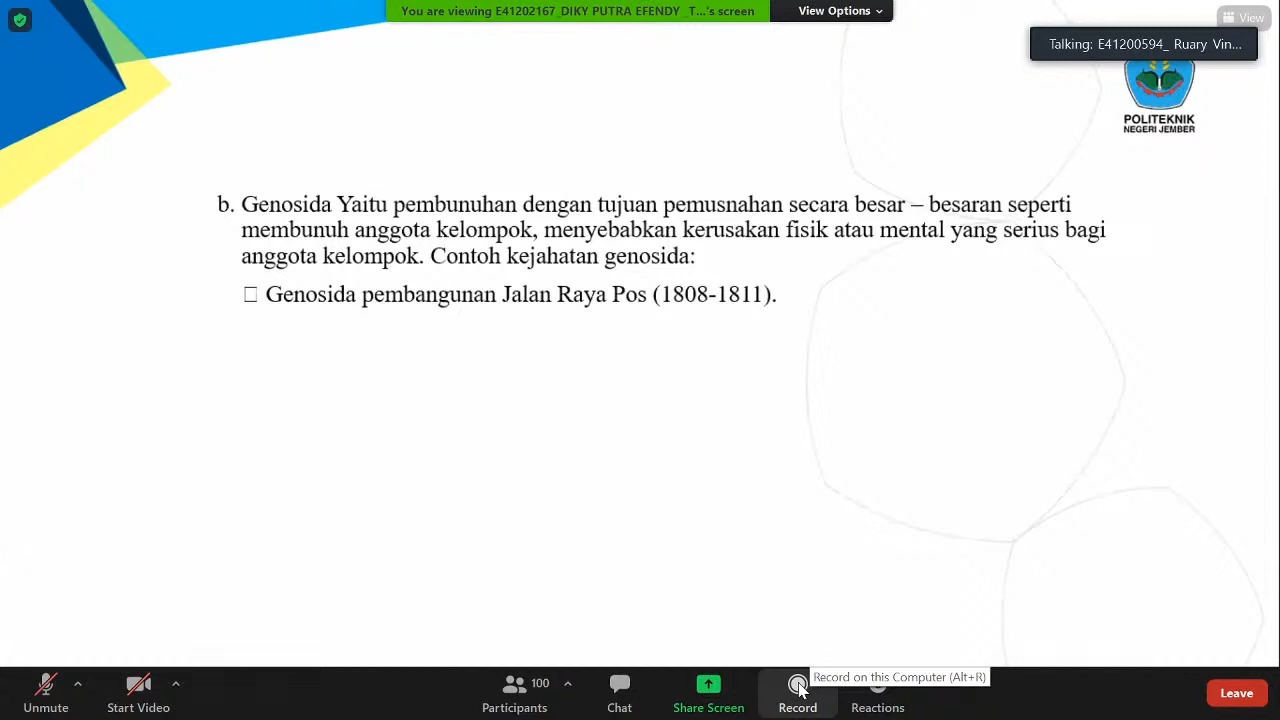 You are viewing E41202167_DIKY PUTRA EFENDY _T...'s screen
View Options
View
Talking: E41200594_ Ruary Vin...
POLITEKNIK
NEGERI JEMBER
b. Genosida Yaitu pembunuhan dengan tujuan pemusnahan secara besar – besaran seperti
membunuh anggota kelompok, menyebabkan kerusakan fisik atau mental yang serius bagi
anggota kelompok. Contoh kejahatan genosida:
□ Genosida pembangunan Jalan Raya Pos (1808-1811).
Record on this Computer (Alt+R)
100
Unmute
Start Video
Participants
Chat
Share Screen
Record
Reactions
Leave